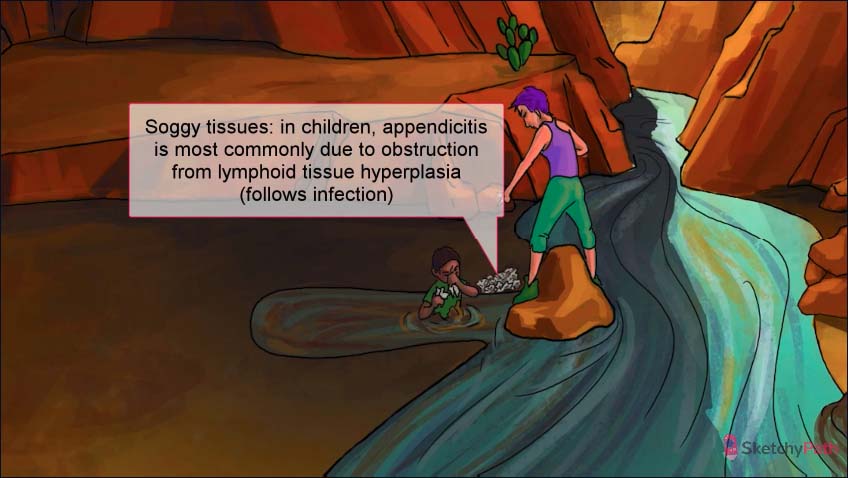 Soggy tissues: in children, appendicitis
is most commonly due to obstruction
from lymphoid tissue hyperplasia
(follows infection)
SketchyPath